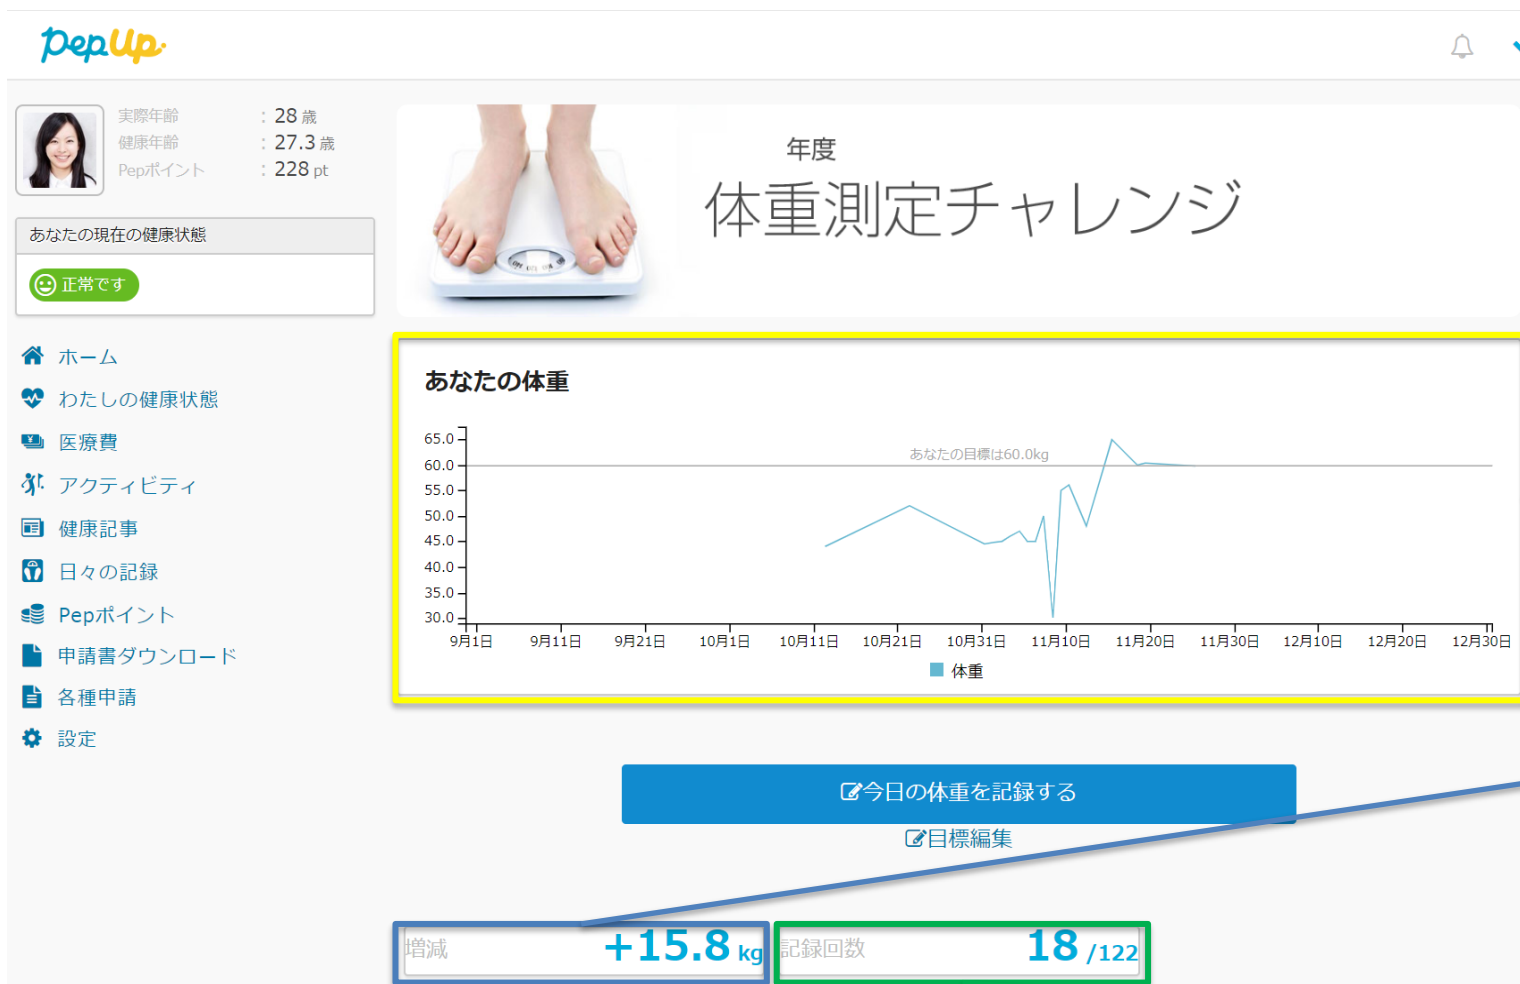 PepUp
実際年齢 : 28 歳
健康年齢 : 27.3 歳
Pepポイント : 228 pt
あなたの現在の健康状態
正常です
ホーム
わたしの健康状態
医療費
アクティビティ
健康記事
日々の記録
Pepポイント
申請書ダウンロード
各種申請
設定
年度
体重測定チャレンジ
あなたの体重
65.0
60.0
55.0
50.0
45.0
40.0
35.0
30.0
あなたの目標は60.0kg
9月1日 9月11日 9月21日 10月1日 10月11日 10月21日 10月31日 11月10日 11月20日 11月30日 12月10日 12月20日 12月30日
体重
今日の体重を記録する
目標編集
増減 +15.8 kg
記録回数 18 /122